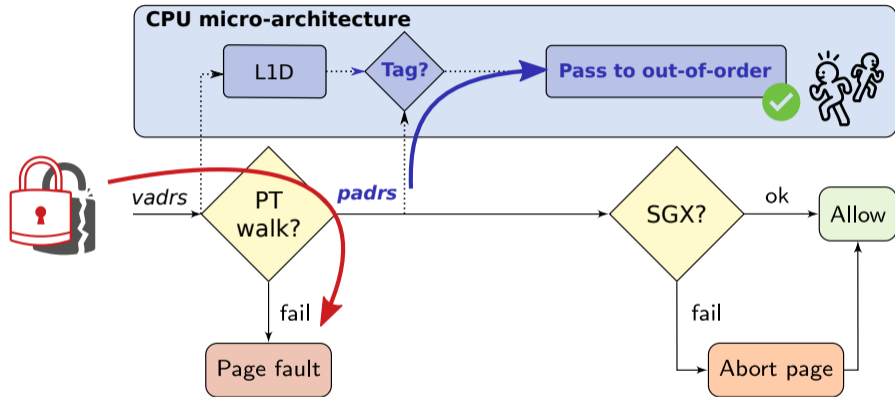 CPU micro-architecture
L1D
Tag?
Pass to out-of-order
vadrs
PT
walk?
padrs
SGX?
ok
Allow
fail
fail
Page fault
Abort page